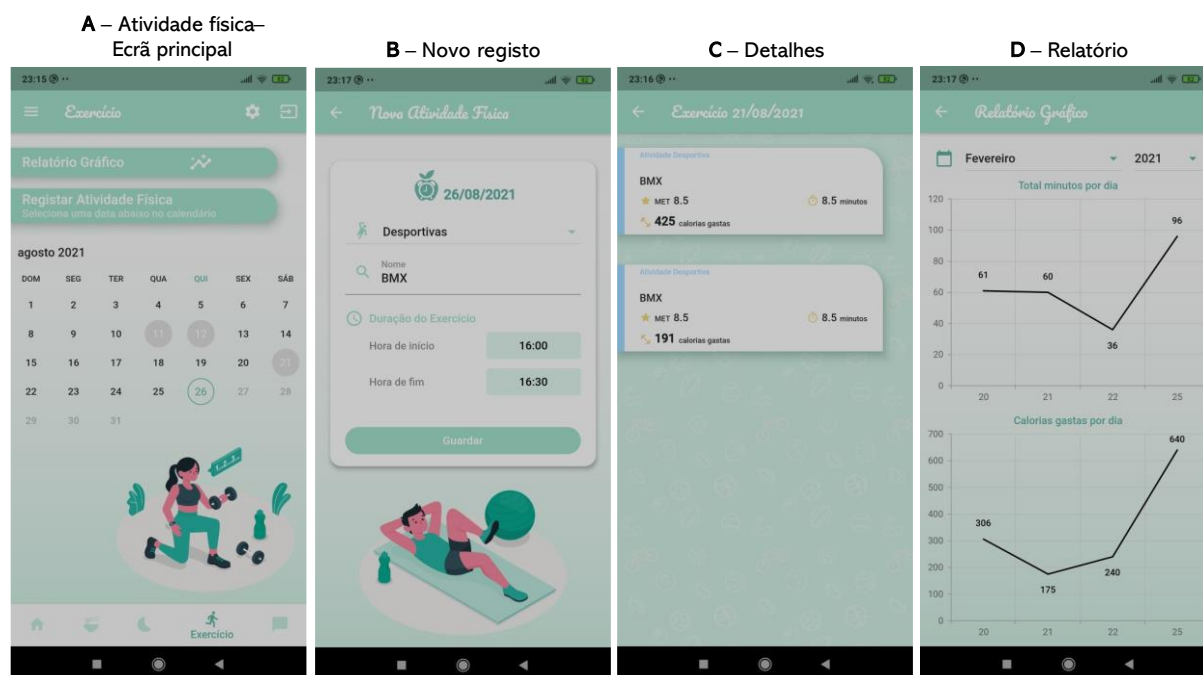 A – Atividade física–
Ecrã principal
B – Novo registo
C – Detalhes
D – Relatório
23:15
82
Exercício
Relatório Gráfico
Registar Atividade Física
Seleciona uma data abaixo no calendário
agosto 2021
DOM SEG TER QUA QUI SEX SÁB
1 2 3 4 5 6 7
8 9 10 11 12 13 14
15 16 17 18 19 20 21
22 23 24 25 26 27 28
29 30 31
Exercício
23:17
82
Nova Atividade Física
26/08/2021
Desportivas
Nome
BMX
Duração do Exercício
Hora de início 16:00
Hora de fim 16:30
Guardar
23:16
82
Exercício 21/08/2021
Atividade Desportiva
BMX
MET 8.5 8.5 minutos
425 calorias gastas
Atividade Desportiva
BMX
MET 8.5 8.5 minutos
191 calorias gastas
23:17
82
Relatório Gráfico
Fevereiro 2021
Total minutos por dia
120
100
80
60
40
20
0
61 60 36 96
20 21 22 25
Calorias gastas por dia
700
600
500
400
300
200
100
0
306 175 240 640
20 21 22 25